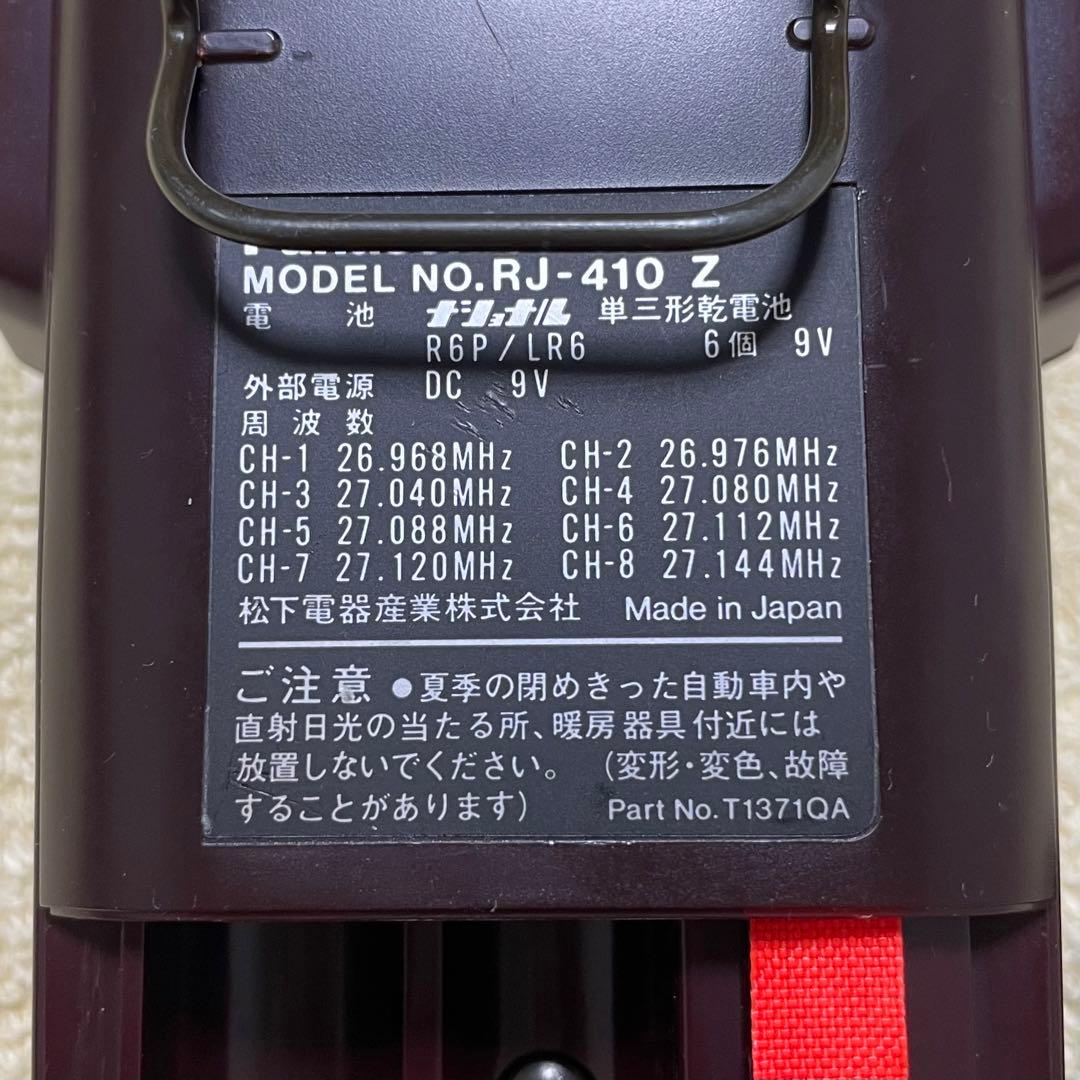 MODEL NO.RJ-410 Z
電池 ナショナル 単三形乾電池
R6P/LR6 6個 9V
外部電源 DC 9V
周波数
CH-1 26.968MHz CH-2 26.976MHz
CH-3 27.040MHz CH-4 27.080MHz
CH-5 27.088MHz CH-6 27.112MHz
CH-7 27.120MHz CH-8 27.144MHz
松下電器産業株式会社 Made in Japan
ご注意 ●夏季の閉めきった自動車内や
直射日光の当たる所、暖房器具付近には
放置しないでください。 (変形・変色、故障
することがあります) Part No.T1371QA